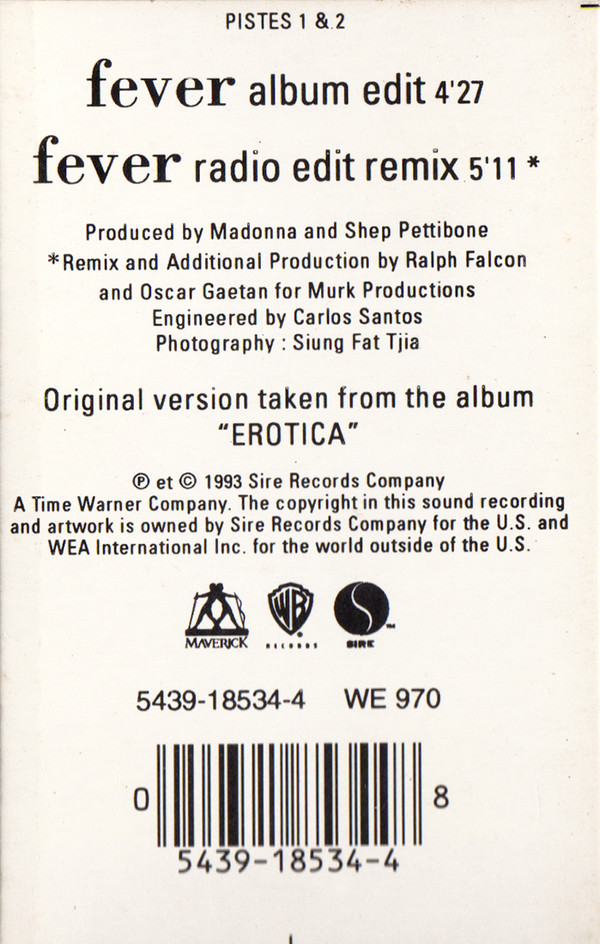 PISTES 1 & 2
fever album edit 4'27
fever radio edit remix 5'11 *
Produced by Madonna and Shep Pettibone
*Remix and Additional Production by Ralph Falcon
and Oscar Gaetan for Murk Productions
Engineered by Carlos Santos
Photography : Siung Fat Tjia
Original version taken from the album
"EROTICA"
℗ et © 1993 Sire Records Company
A Time Warner Company. The copyright in this sound recording
and artwork is owned by Sire Records Company for the U.S. and
WEA International Inc. for the world outside of the U.S.
MAVERICK WB RECORDS SIRE ™
5439-18534-4 WE 970
0 8
5439-18534-4